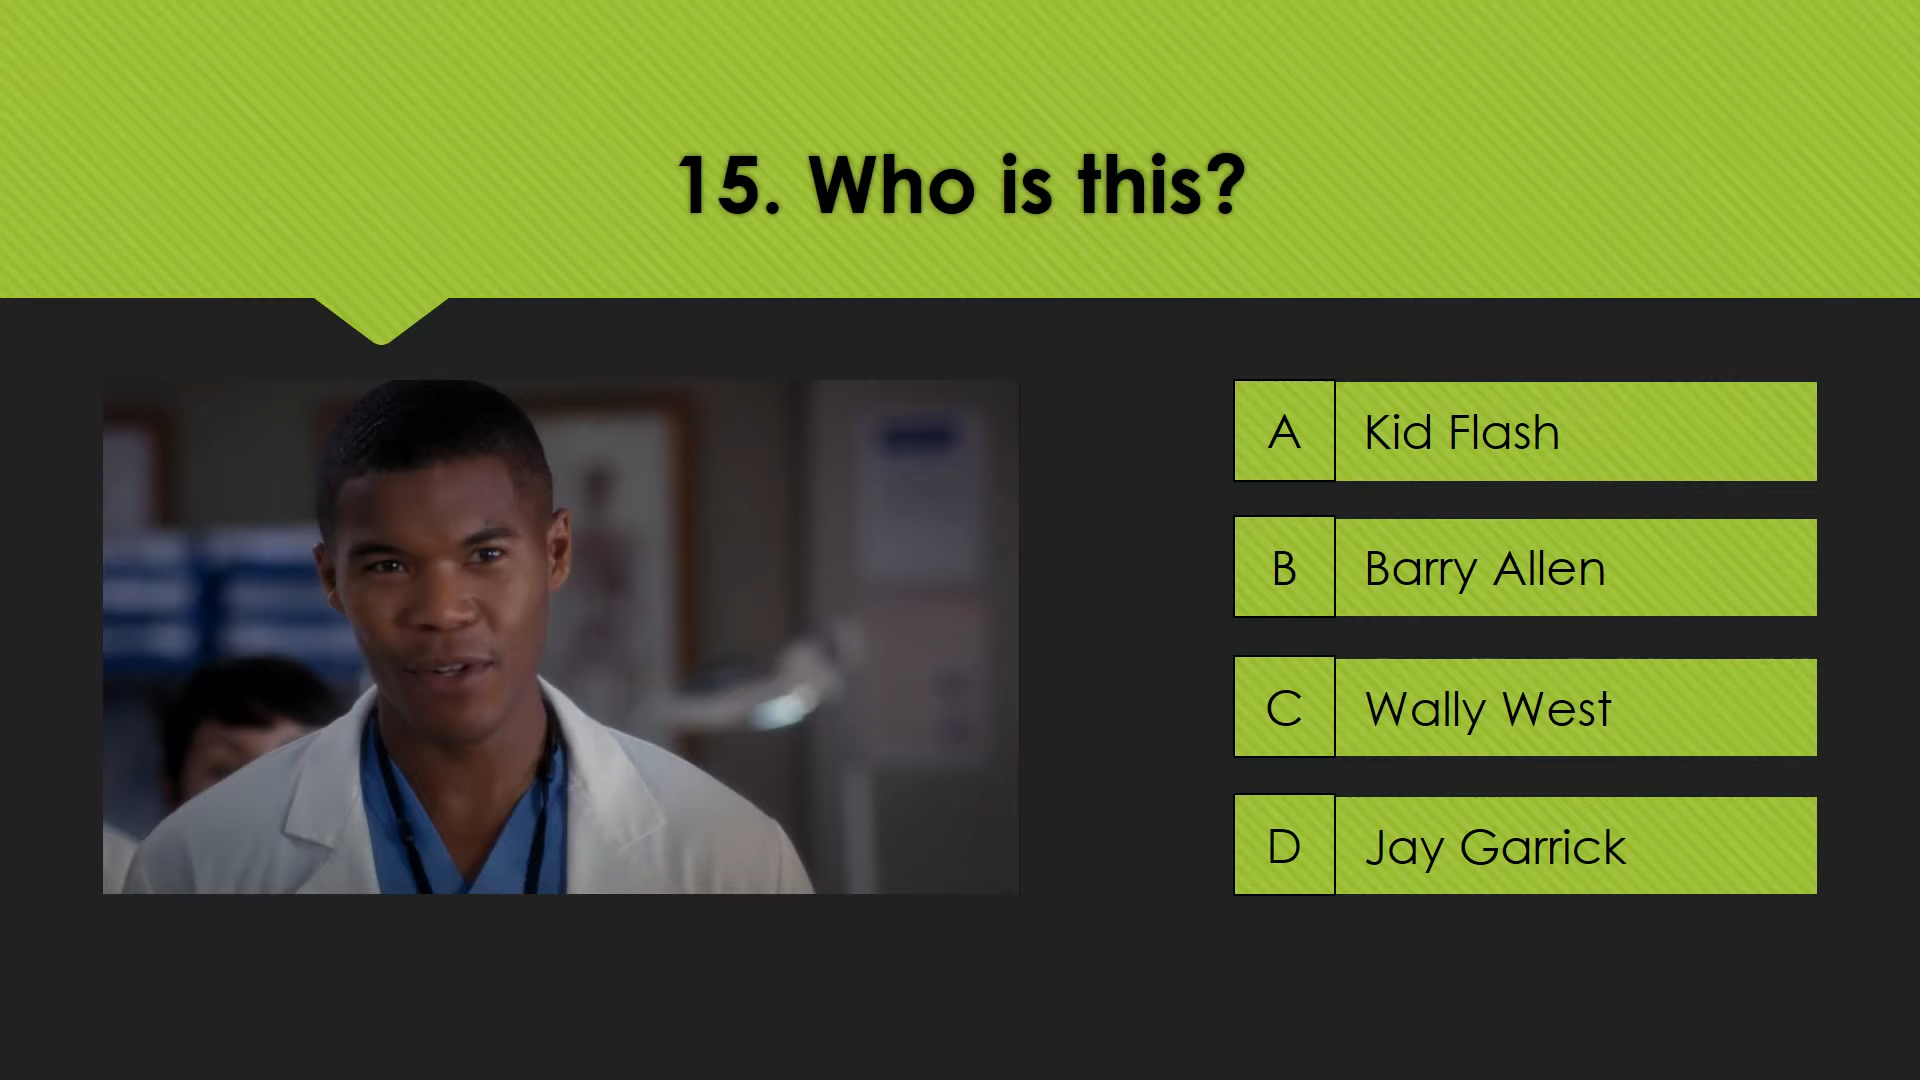 15. Who is this?
A Kid Flash
B Barry Allen
C Wally West
D Jay Garrick